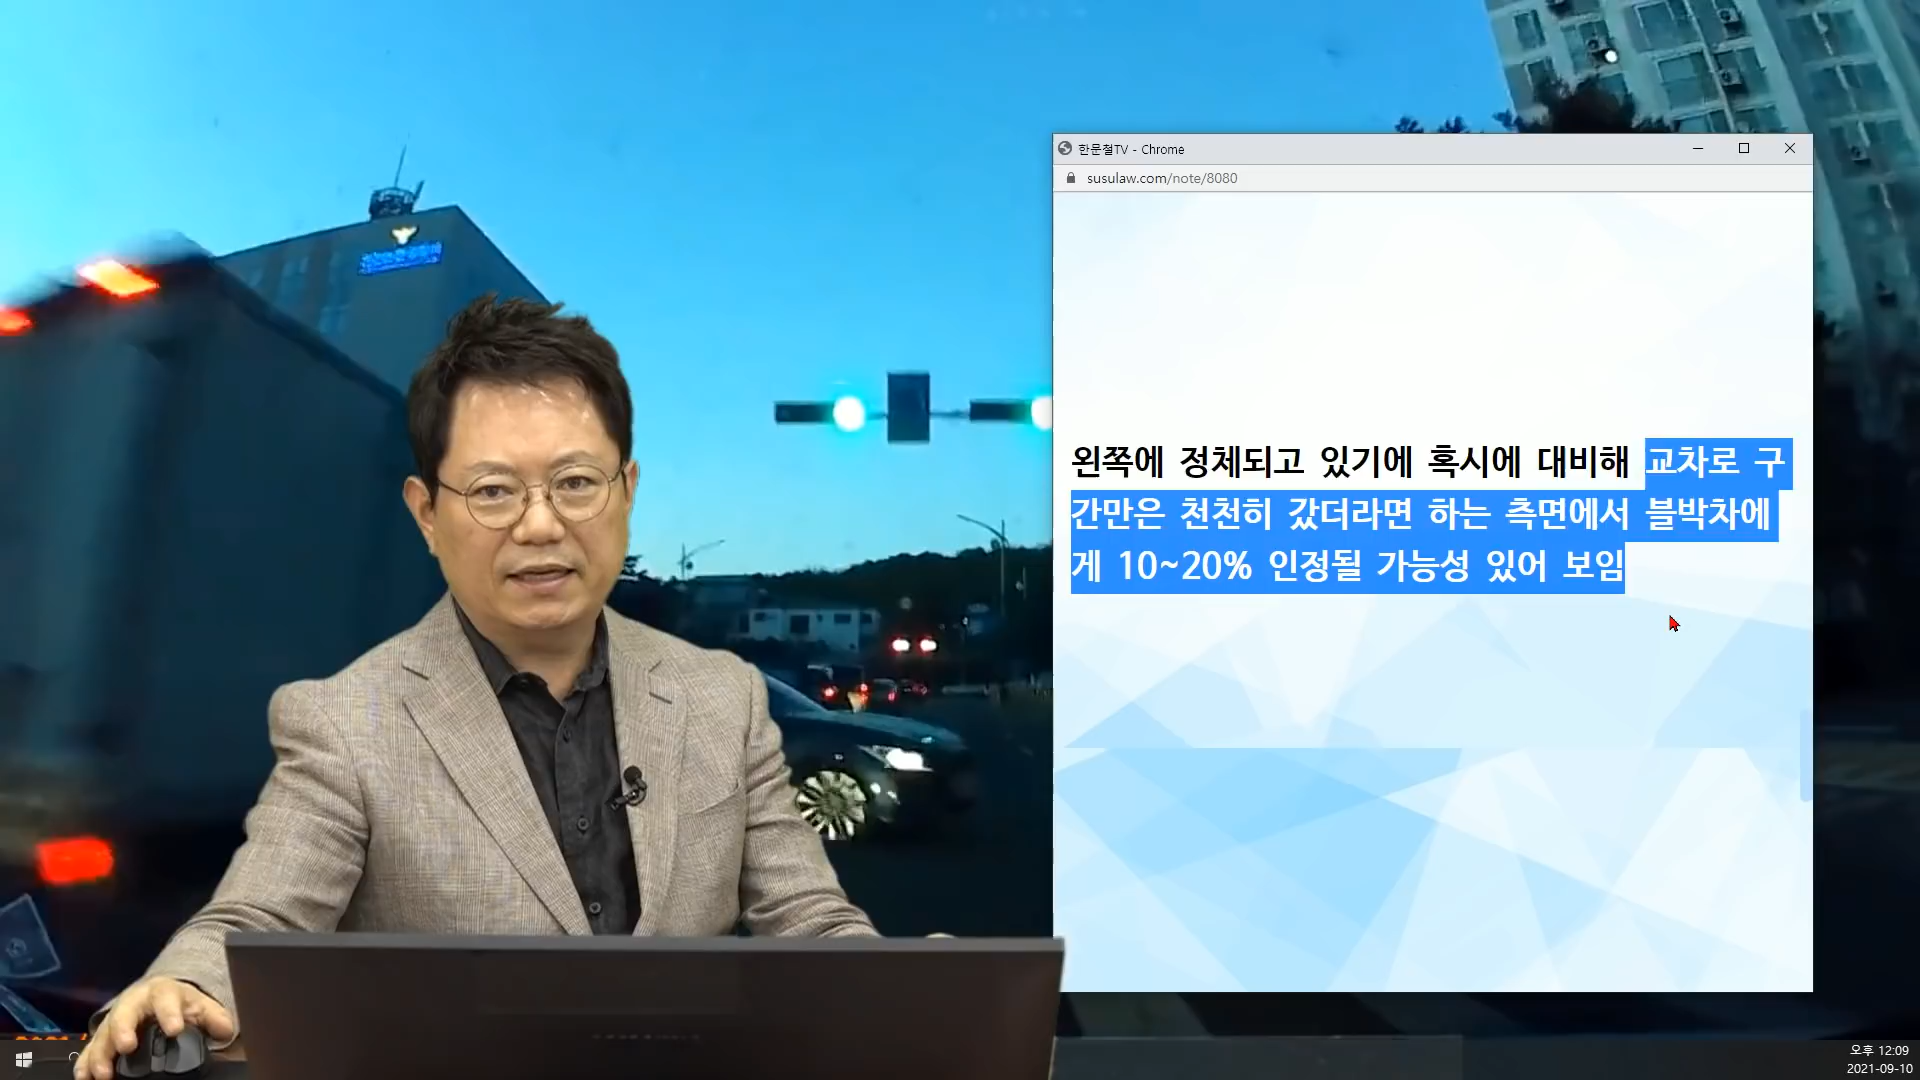 한문철TV - Chrome
susulaw.com/note/8080
왼쪽에 정체되고 있기에 혹시에 대비해 교차로 구
간만은 천천히 갔더라면 하는 측면에서 블박차에
게 10~20% 인정될 가능성 있어 보임
오후 12:09
2021-09-10